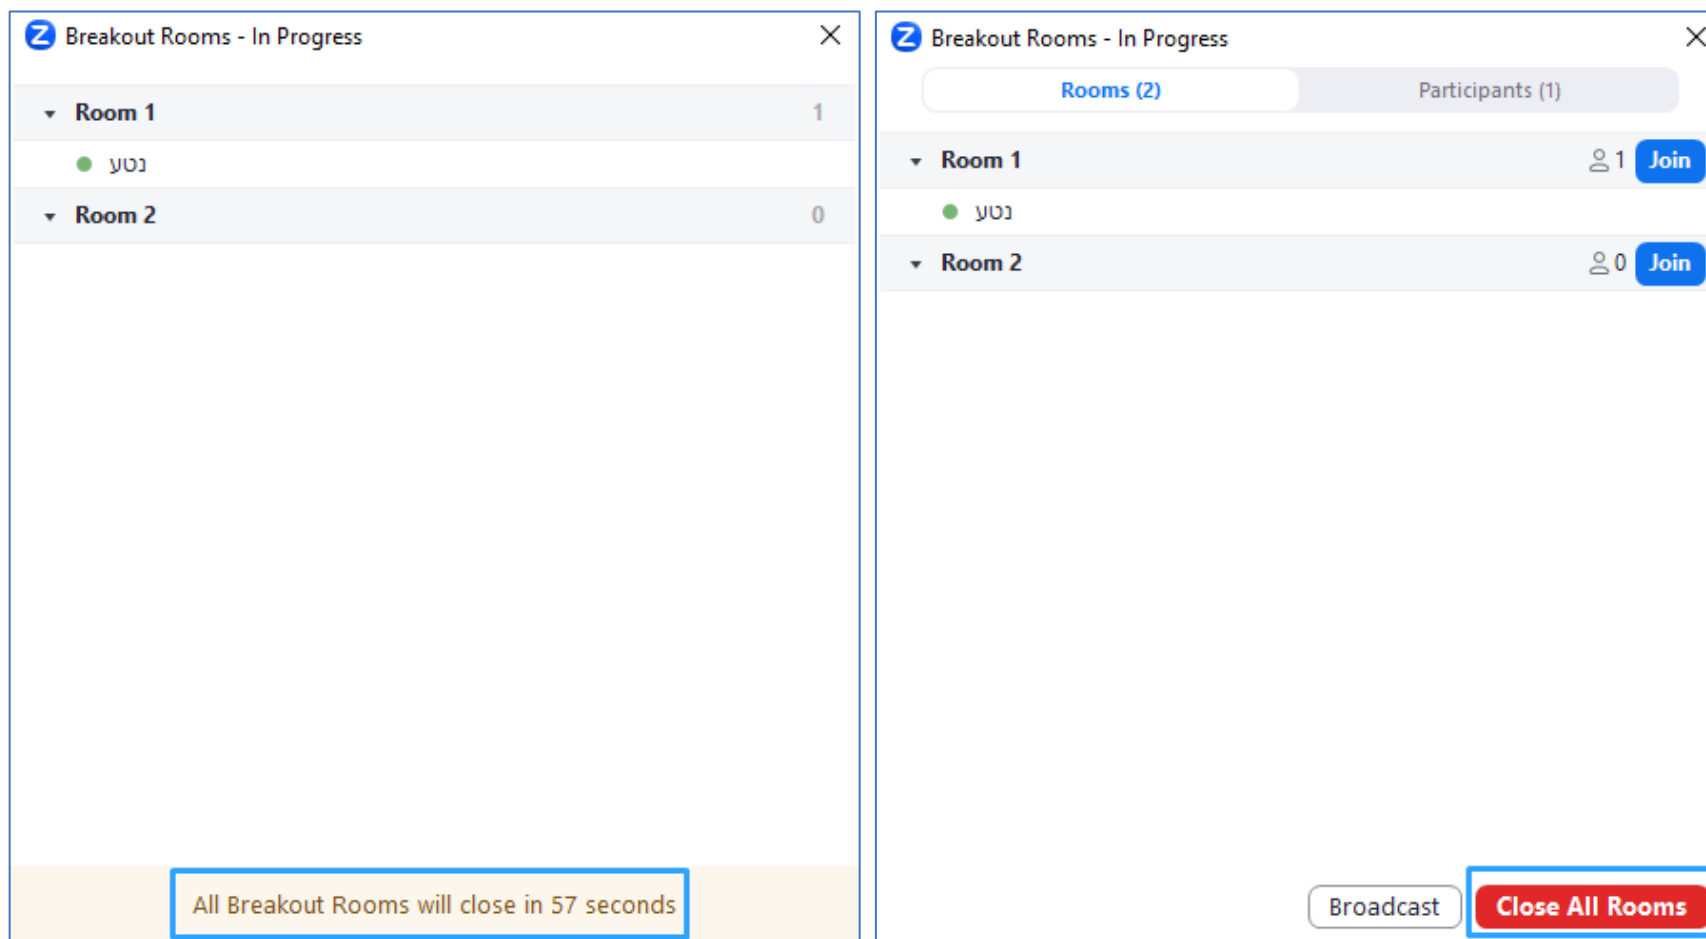 Breakout Rooms - In Progress
Room 1 1
נטע
Room 2 0
All Breakout Rooms will close in 57 seconds
Breakout Rooms - In Progress
Rooms (2) Participants (1)
Room 1 1 Join
נטע
Room 2 0 Join
Broadcast Close All Rooms